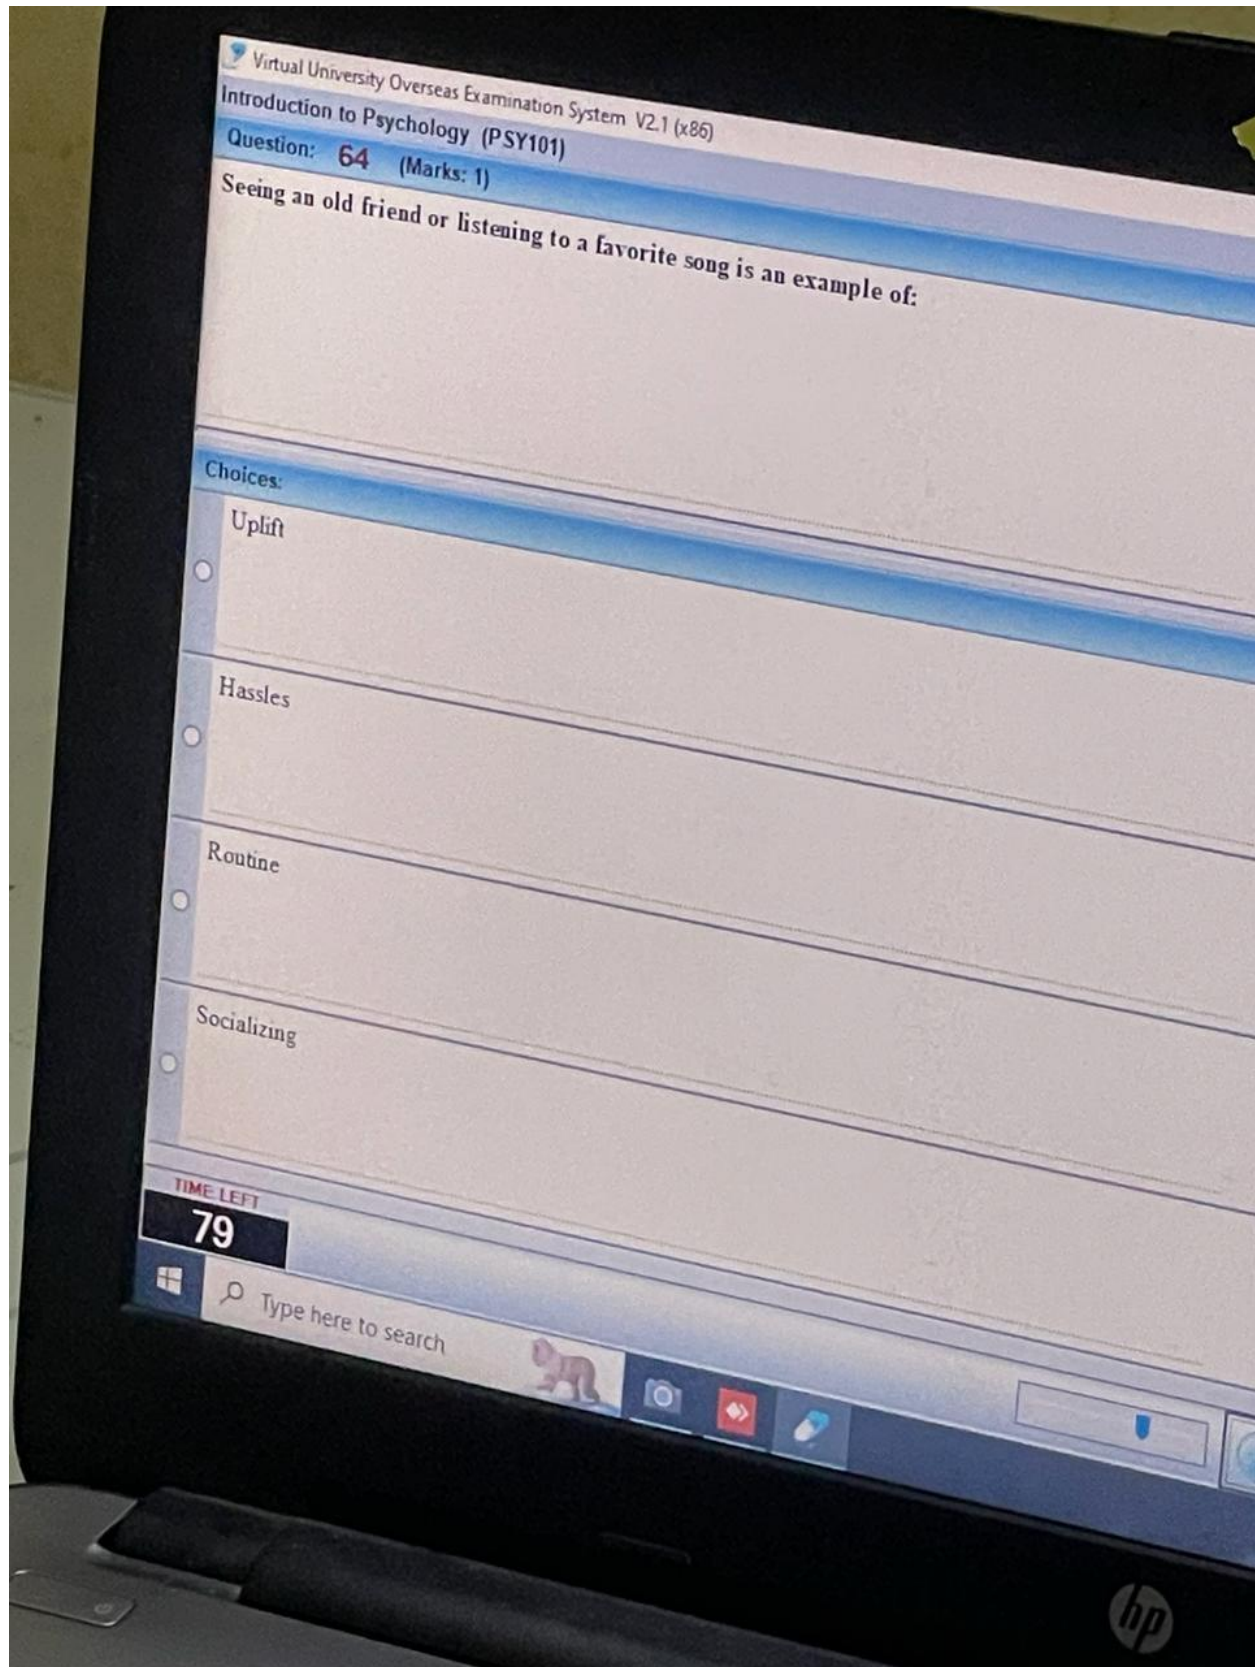 Virtual University Overseas Examination System V2.1 (x86)
Introduction to Psychology (PSY101)
Question: 64 (Marks: 1)
Seeing an old friend or listening to a favorite song is an example of:
Choices:
Uplift
Hassles
Routine
Socializing
TIME LEFT
79
Type here to search
hp